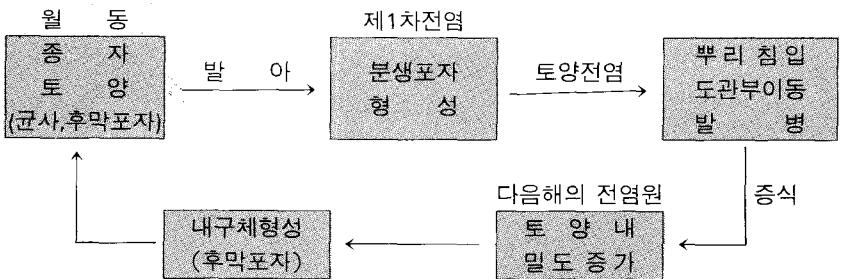 월 동
종 자
토 양
(균사,후막포자)
발 아
제1차전염
분생포자
형 성
토양전염
뿌리침입
도관부이동
발 병
증식
다음해의 전염원
토 양 내
밀도증가
내구체형성
(후막포자)